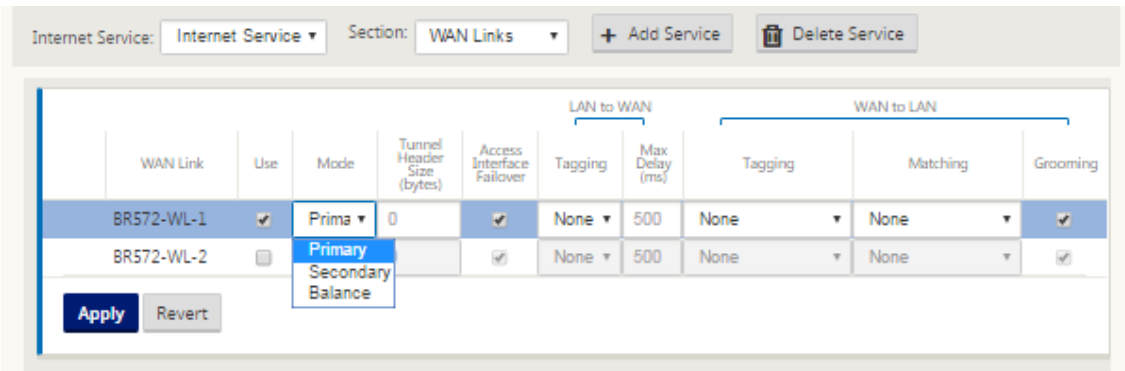 Internet Service: Internet Service Section: WAN Links + Add Service Delete Service
LAN to WAN WAN to LAN
WAN Link Use Mode Tunnel Header Size (bytes) Access Interface Failover Tagging Max Delay (ms) Tagging Matching Grooming
BR572-WL-1 Prima 0 None 500 None None
BR572-WL-2 None 500 None None
Primary
Secondary
Balance
Apply Revert